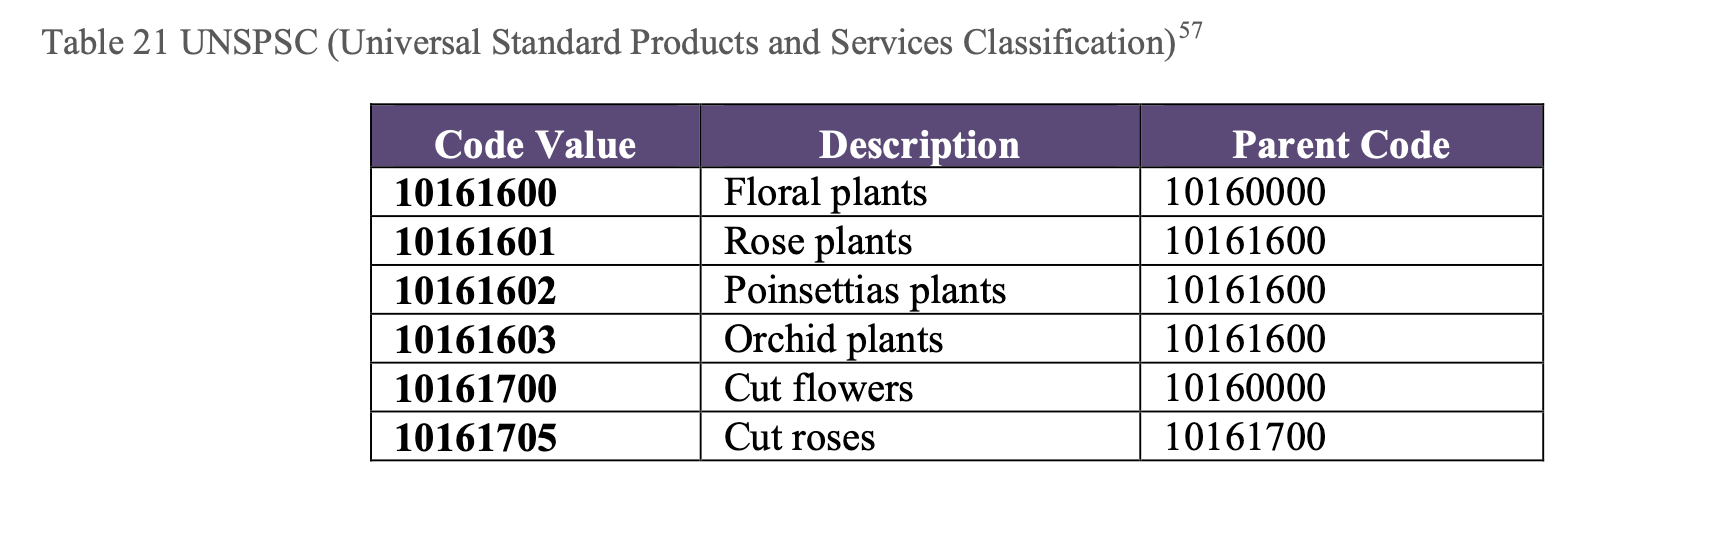 Table 21 UNSPSC (Universal Standard Products and Services Classification)57
Code Value Description Parent Code
10161600 Floral plants 10160000
10161601 Rose plants 10161600
10161602 Poinsettias plants 10161600
10161603 Orchid plants 10161600
10161700 Cut flowers 10160000
10161705 Cut roses 10161700